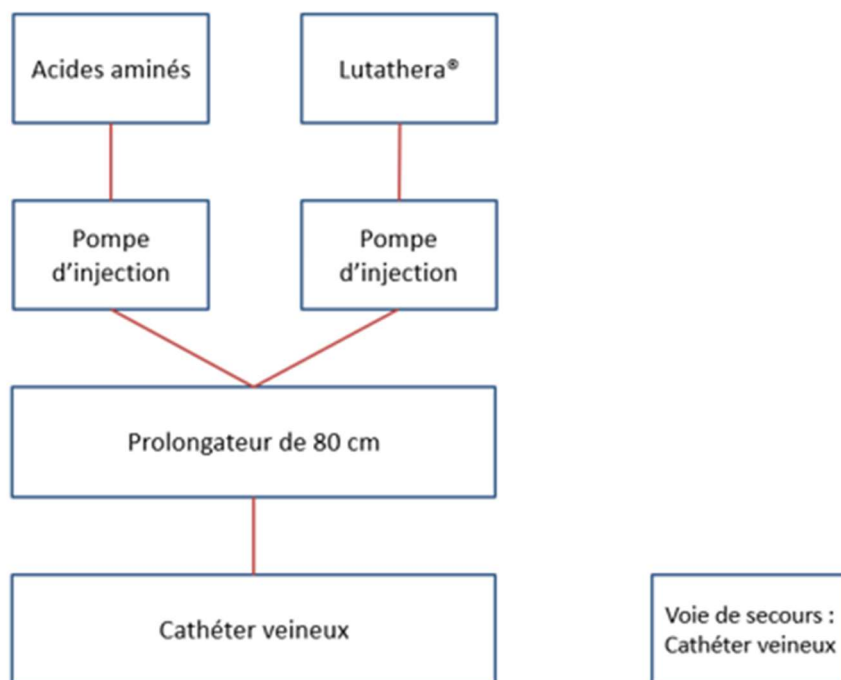 Acides aminés
Lutathera®
Pompe
d'injection
Pompe
d'injection
Prolongateur de 80 cm
Cathéter veineux
Voie de secours :
Cathéter veineux